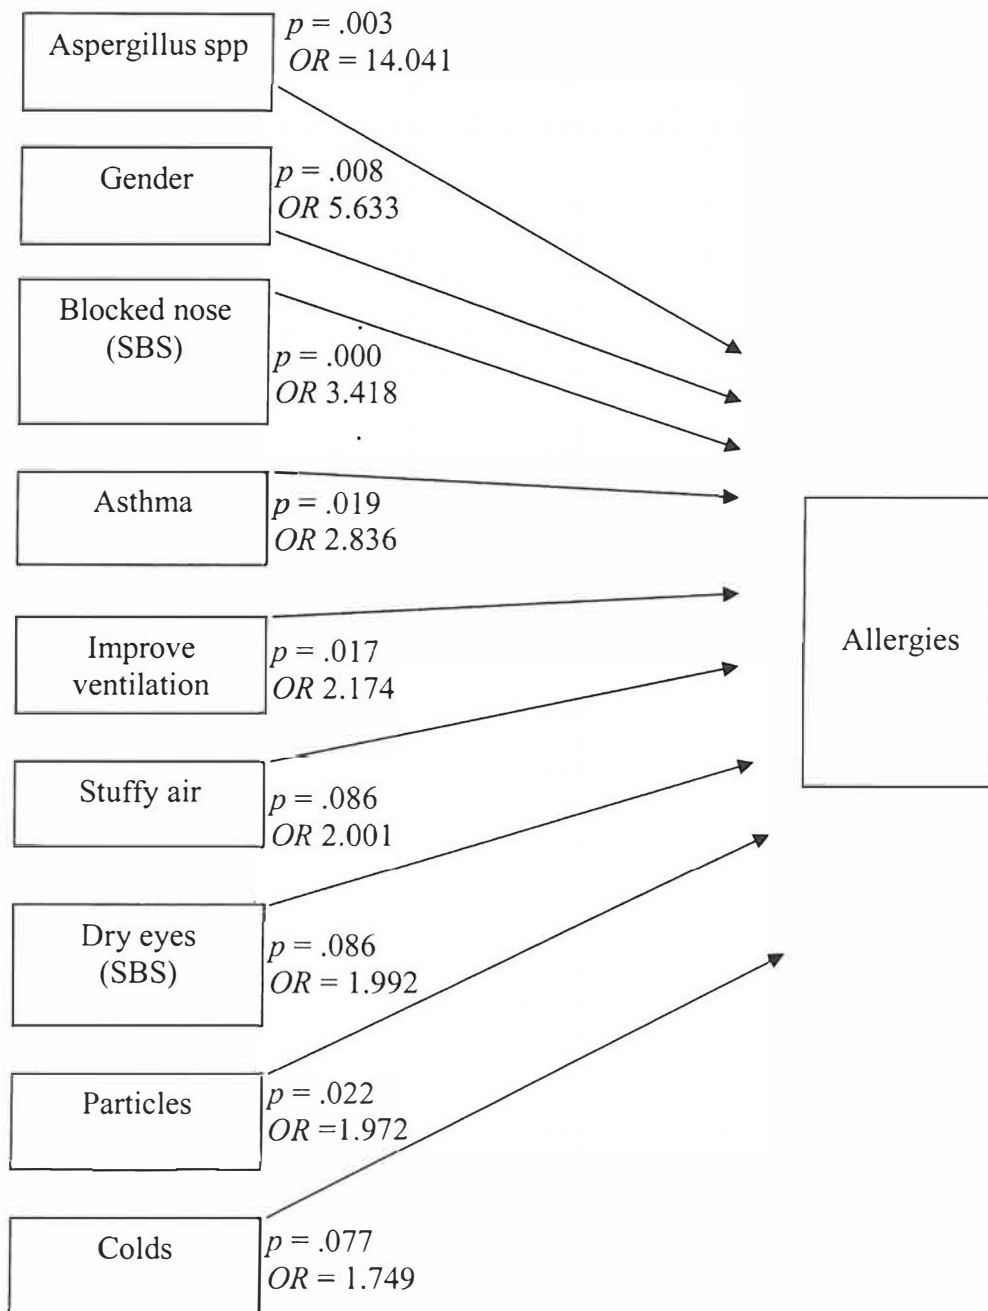 Aspergillus spp
p = .003
OR = 14.041
Gender
p = .008
OR 5.633
Blocked nose
(SBS)
p = .000
OR 3.418
Asthma
p = .019
OR 2.836
Improve
ventilation
p = .017
OR 2.174
Stuffy air
p = .086
OR 2.001
Dry eyes
(SBS)
p = .086
OR = 1.992
Particles
p = .022
OR =1.972
Colds
p = .077
OR = 1.749
Allergies